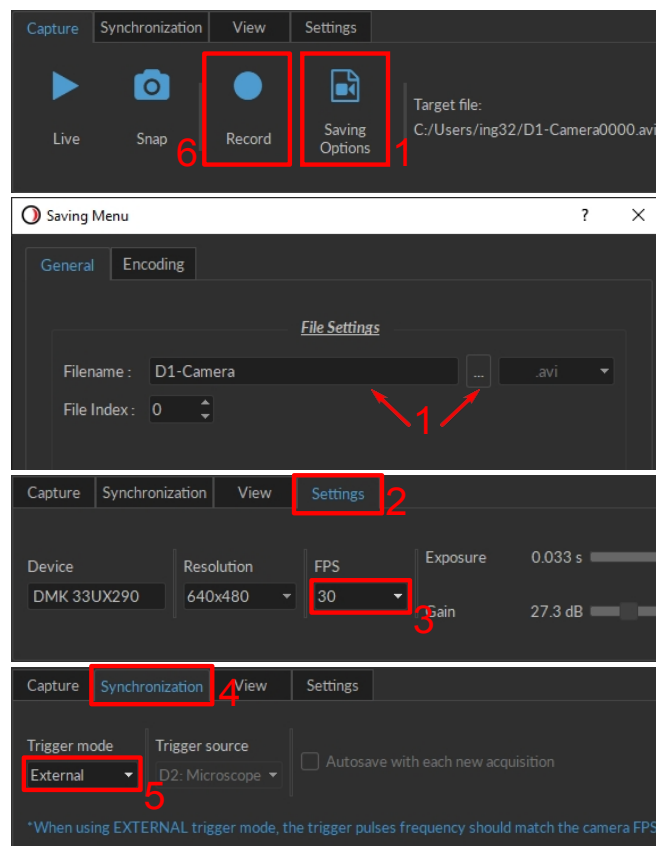 Capture Synchronization View Settings
Live Snap 6 Record Saving Options 1
Target file:
C:/Users/ing32/D1-Camera0000.avi
Saving Menu ? ×
General Encoding
File Settings
Filename : D1-Camera ... .avi
File Index : 0
1
Capture Synchronization View Settings 2
Device Resolution FPS Exposure 0.033 s
DMK 33UX290 640x480 30 3 Gain 27.3 dB
Capture Synchronization 4 View Settings
Trigger mode Trigger source
External D2: Microscope Autosave with each new acquisition
5
*When using EXTERNAL trigger mode, the trigger pulses frequency should match the camera FPS